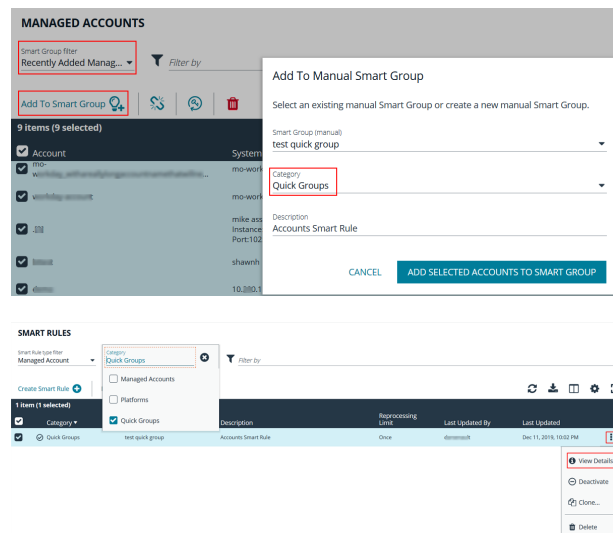 MANAGED ACCOUNTS
Smart Group filter
Recently Added Manag...
Filter by
Add To Smart Group
9 items (9 selected)
Account
System
mo-
mo-work
mo-work
mike ass
Instance
Port:102
shawnh
Add To Manual Smart Group
Select an existing manual Smart Group or create a new manual Smart Group.
Smart Group (manual)
test quick group
Category
Quick Groups
Description
Accounts Smart Rule
CANCEL
ADD SELECTED ACCOUNTS TO SMART GROUP
SMART RULES
Smart Rule type filter
Managed Account
Category
Quick Groups
Filter by
Create Smart Rule
Managed Accounts
Platforms
Quick Groups
1 item (1 selected)
Category
Description
Reprocessing
Limit
Last Updated By
Last Updated
Quick Groups
test quick group
Accounts Smart Rule
Once
Dec 11, 2019, 10:02 PM
View Details
Deactivate
Clone...
Delete